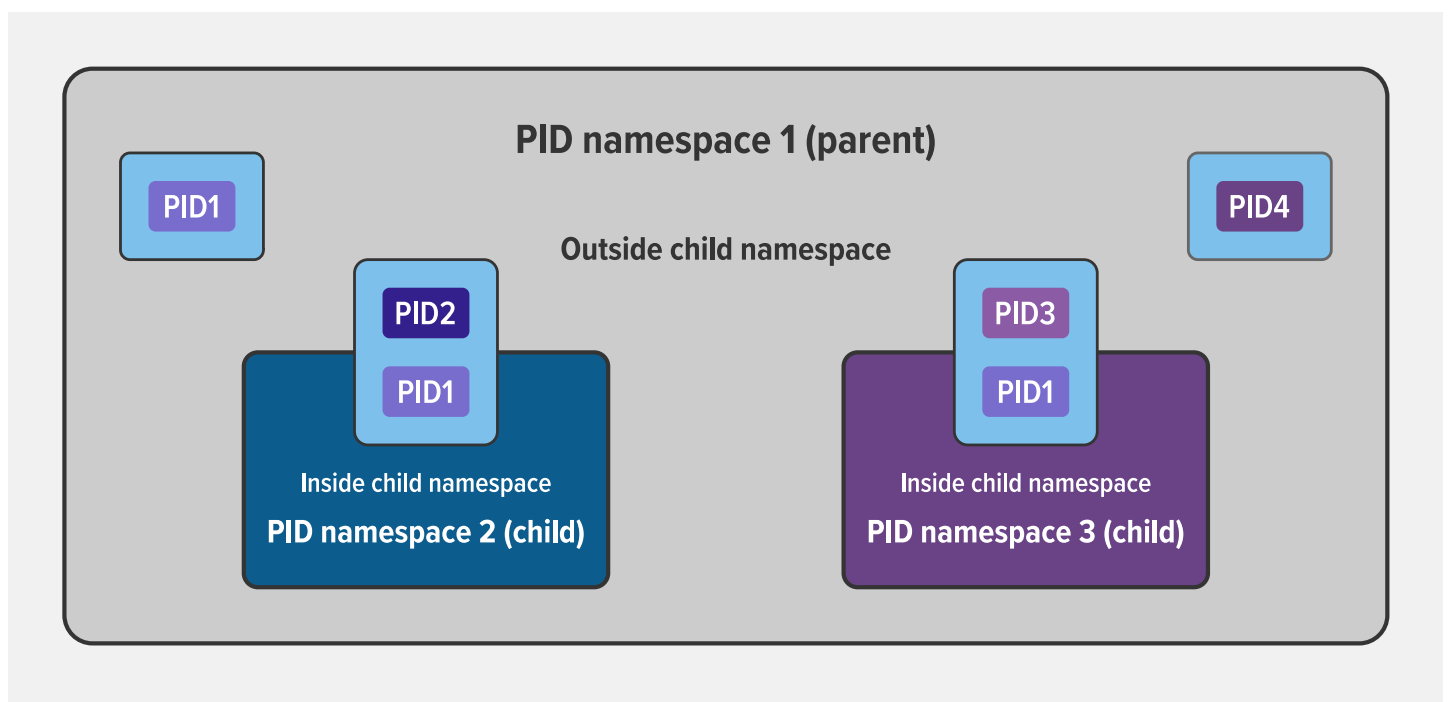 PID namespace 1 (parent)
PID1
PID4
Outside child namespace
PID2
PID1
Inside child namespace
PID namespace 2 (child)
PID3
PID1
Inside child namespace
PID namespace 3 (child)